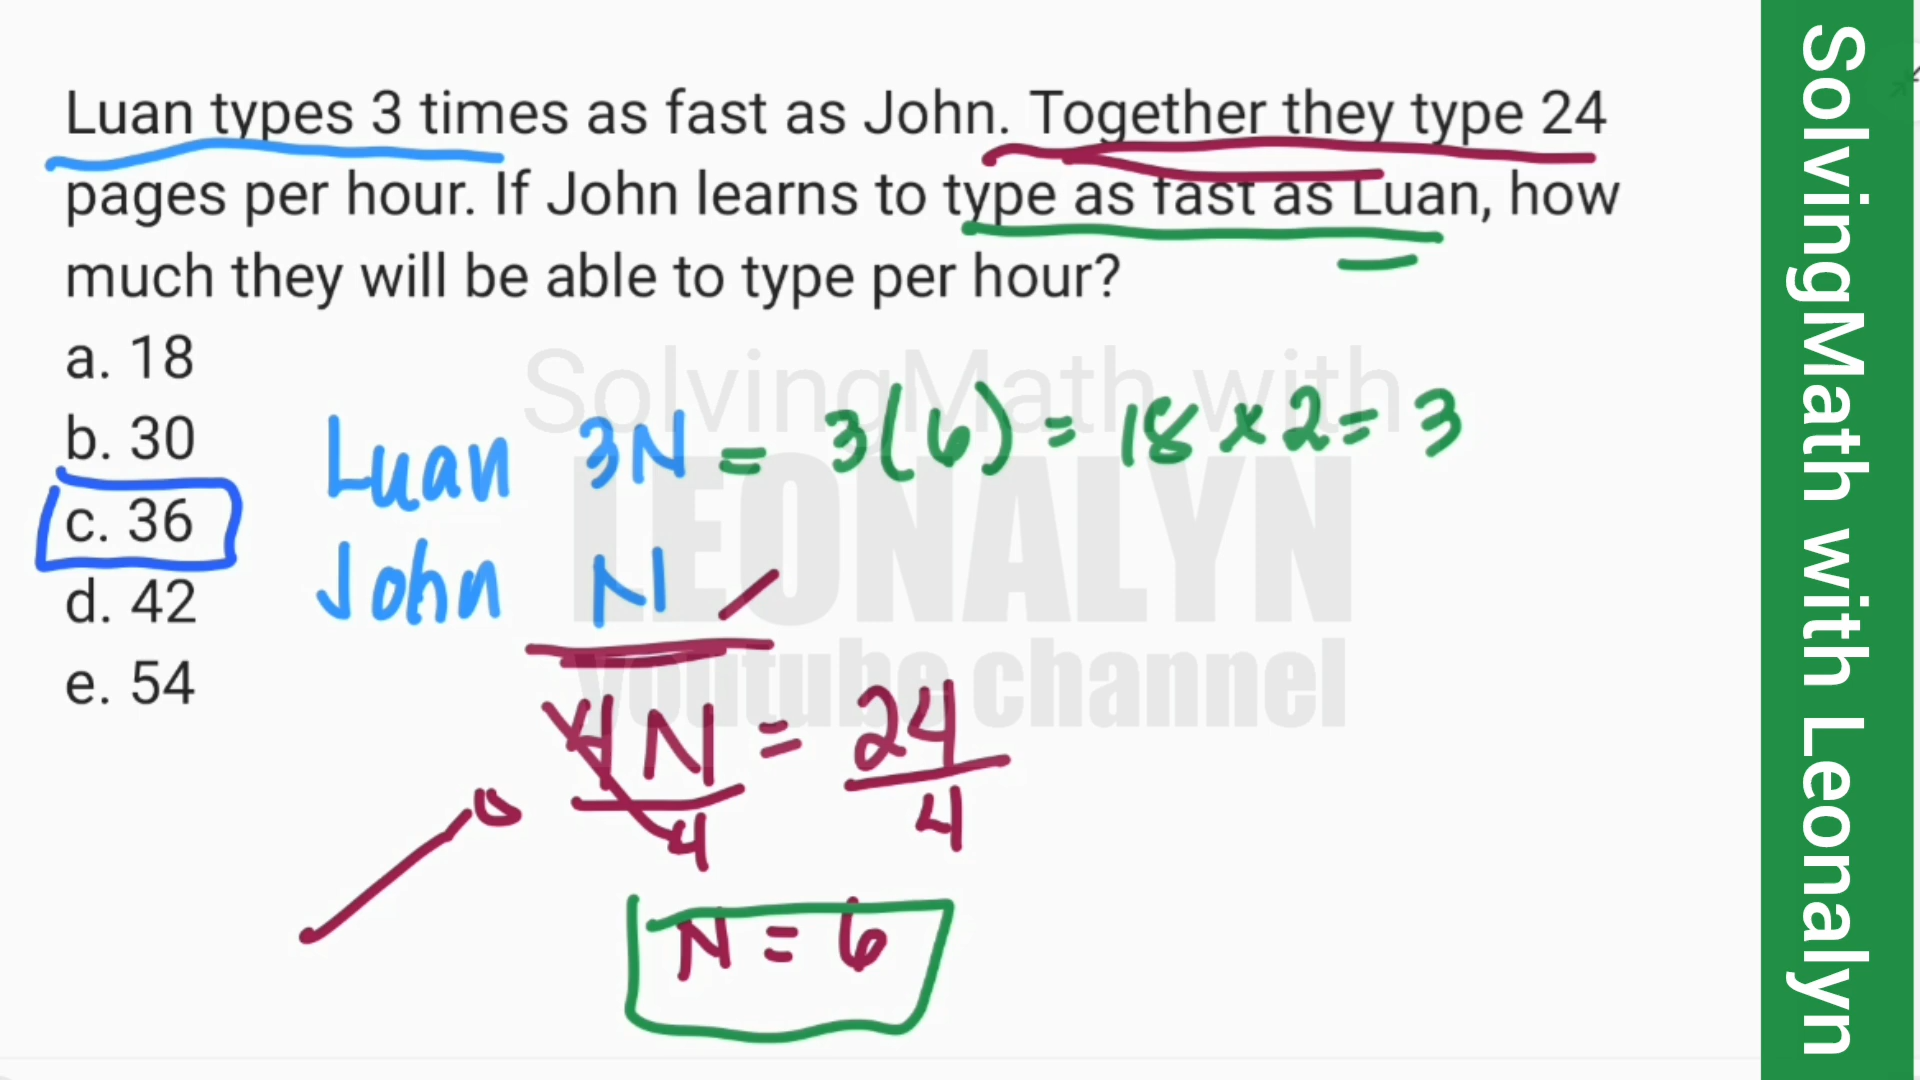 Luan types 3 times as fast as John. Together they type 24
pages per hour. If John learns to type as fast as Luan, how
much they will be able to type per hour?
a. 18
b. 30
c. 36
d. 42
e. 54
Luan 3N = 3(6) = 18 x 2 = 3
John N
4N = 24
4 4
N = 6
SolvingMath with
LEONALYN
youtube channel
SolvingMath with Leonalyn